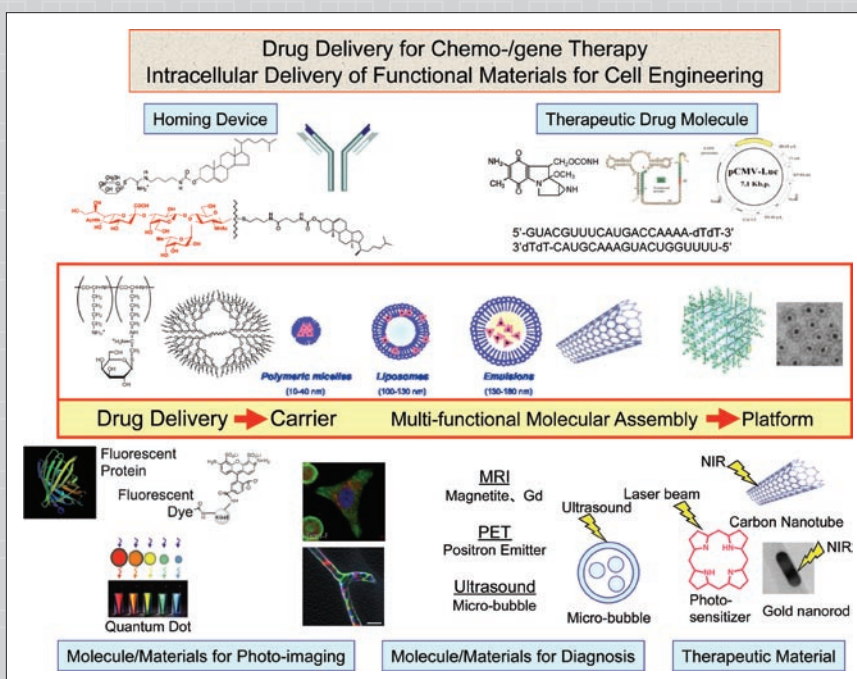 Drug Delivery for Chemo-/gene Therapy
Intracellular Delivery of Functional Materials for Cell Engineering
Homing Device
Therapeutic Drug Molecule
pCMV-Luc
5'-GUACGUUUCAUGACCAAAA-dTdT-3'
3'dTdT-CAUGCAAAGUACUGGUUUU-5'
Polymeric micelles
(10-40 nm)
Liposomes
(100-130 nm)
Emulsions
(130-180 nm)
Drug Delivery
Carrier
Multi-functional Molecular Assembly
Platform
Fluorescent
Protein
Fluorescent
Dye
Quantum Dot
MRI
Magnetite、Gd
PET
Positron Emitter
Ultrasound
Micro-bubble
Ultrasound
Micro-bubble
Laser beam
NIR
Carbon Nanotube
NIR
Photo-
sensitizer
Gold nanorod
Molecule/Materials for Photo-imaging
Molecule/Materials for Diagnosis
Therapeutic Material